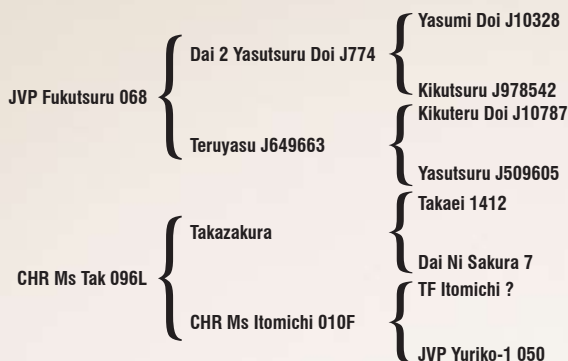 Yasumi Doi J10328
Dai 2 Yasutsuru Doi J774
Kikutsuru J978542
JVP Fukutsuru 068
Kikuteru Doi J10787
Teruyasu J649663
Yasutsuru J509605
Takaei 1412
Takazakura
Dai Ni Sakura 7
CHR Ms Tak 096L
TF Itomichi ?
CHR Ms Itomichi 010F
JVP Yuriko-1 050